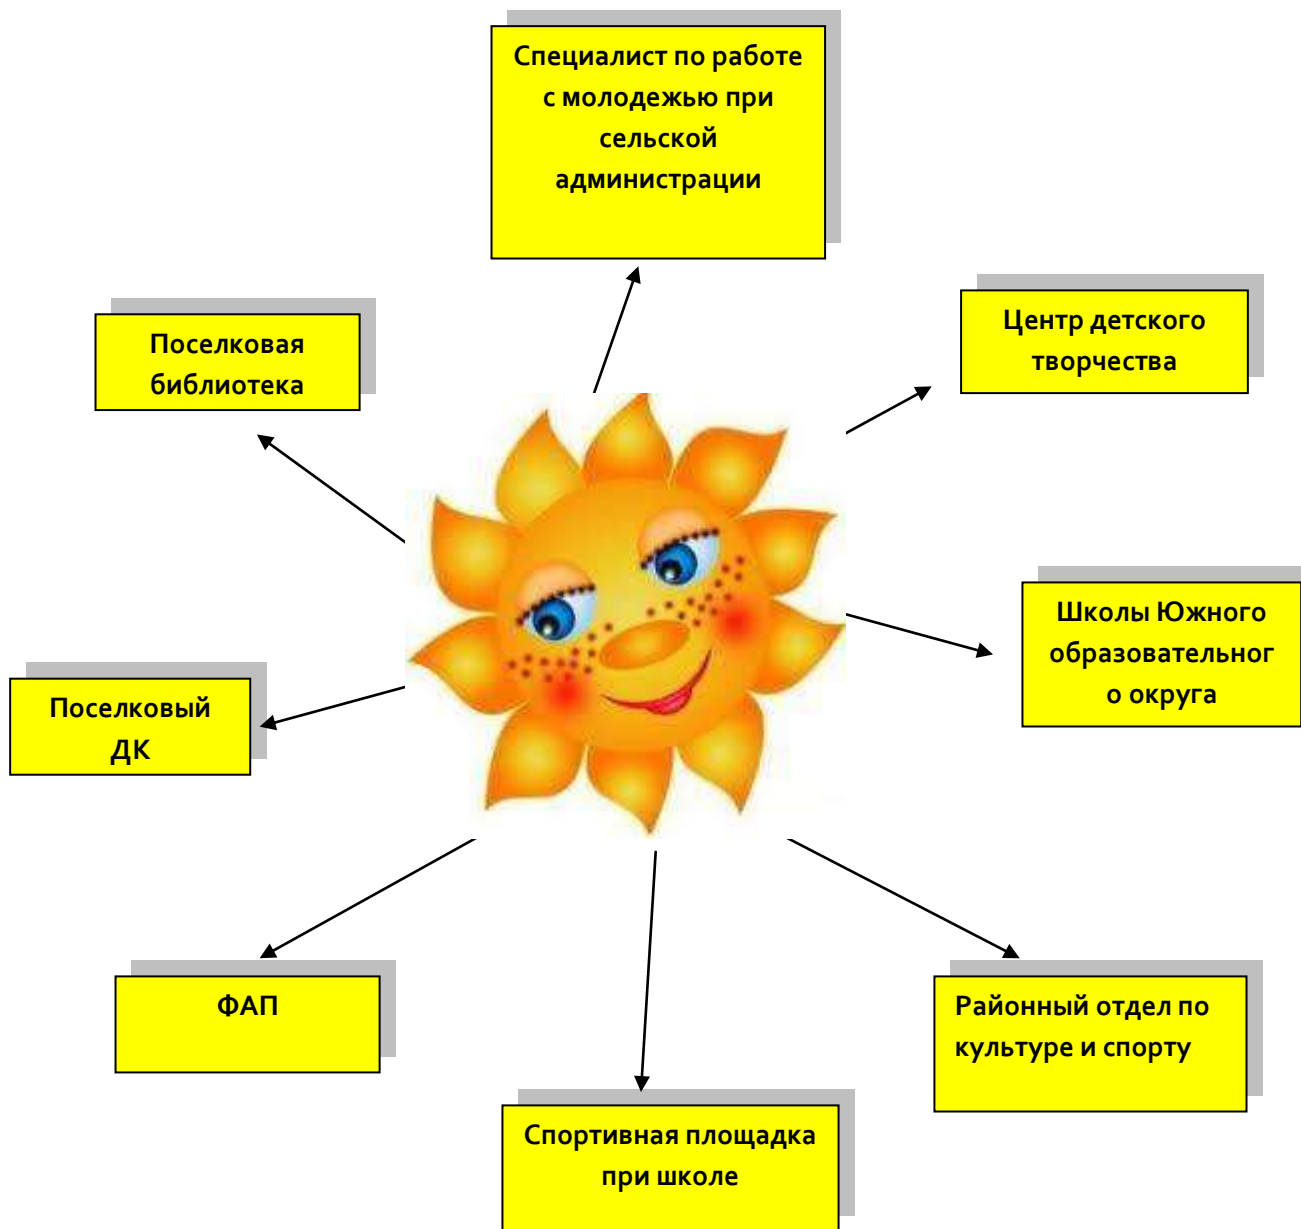 Специалист по работе
с молодежью при
сельской
администрации
Центр детского
творчества
Поселковая
библиотека
Школы Южного
образовательног
о округа
Поселковый
ДК
ФАП
Районный отдел по
культуре и спорту
Спортивная площадка
при школе